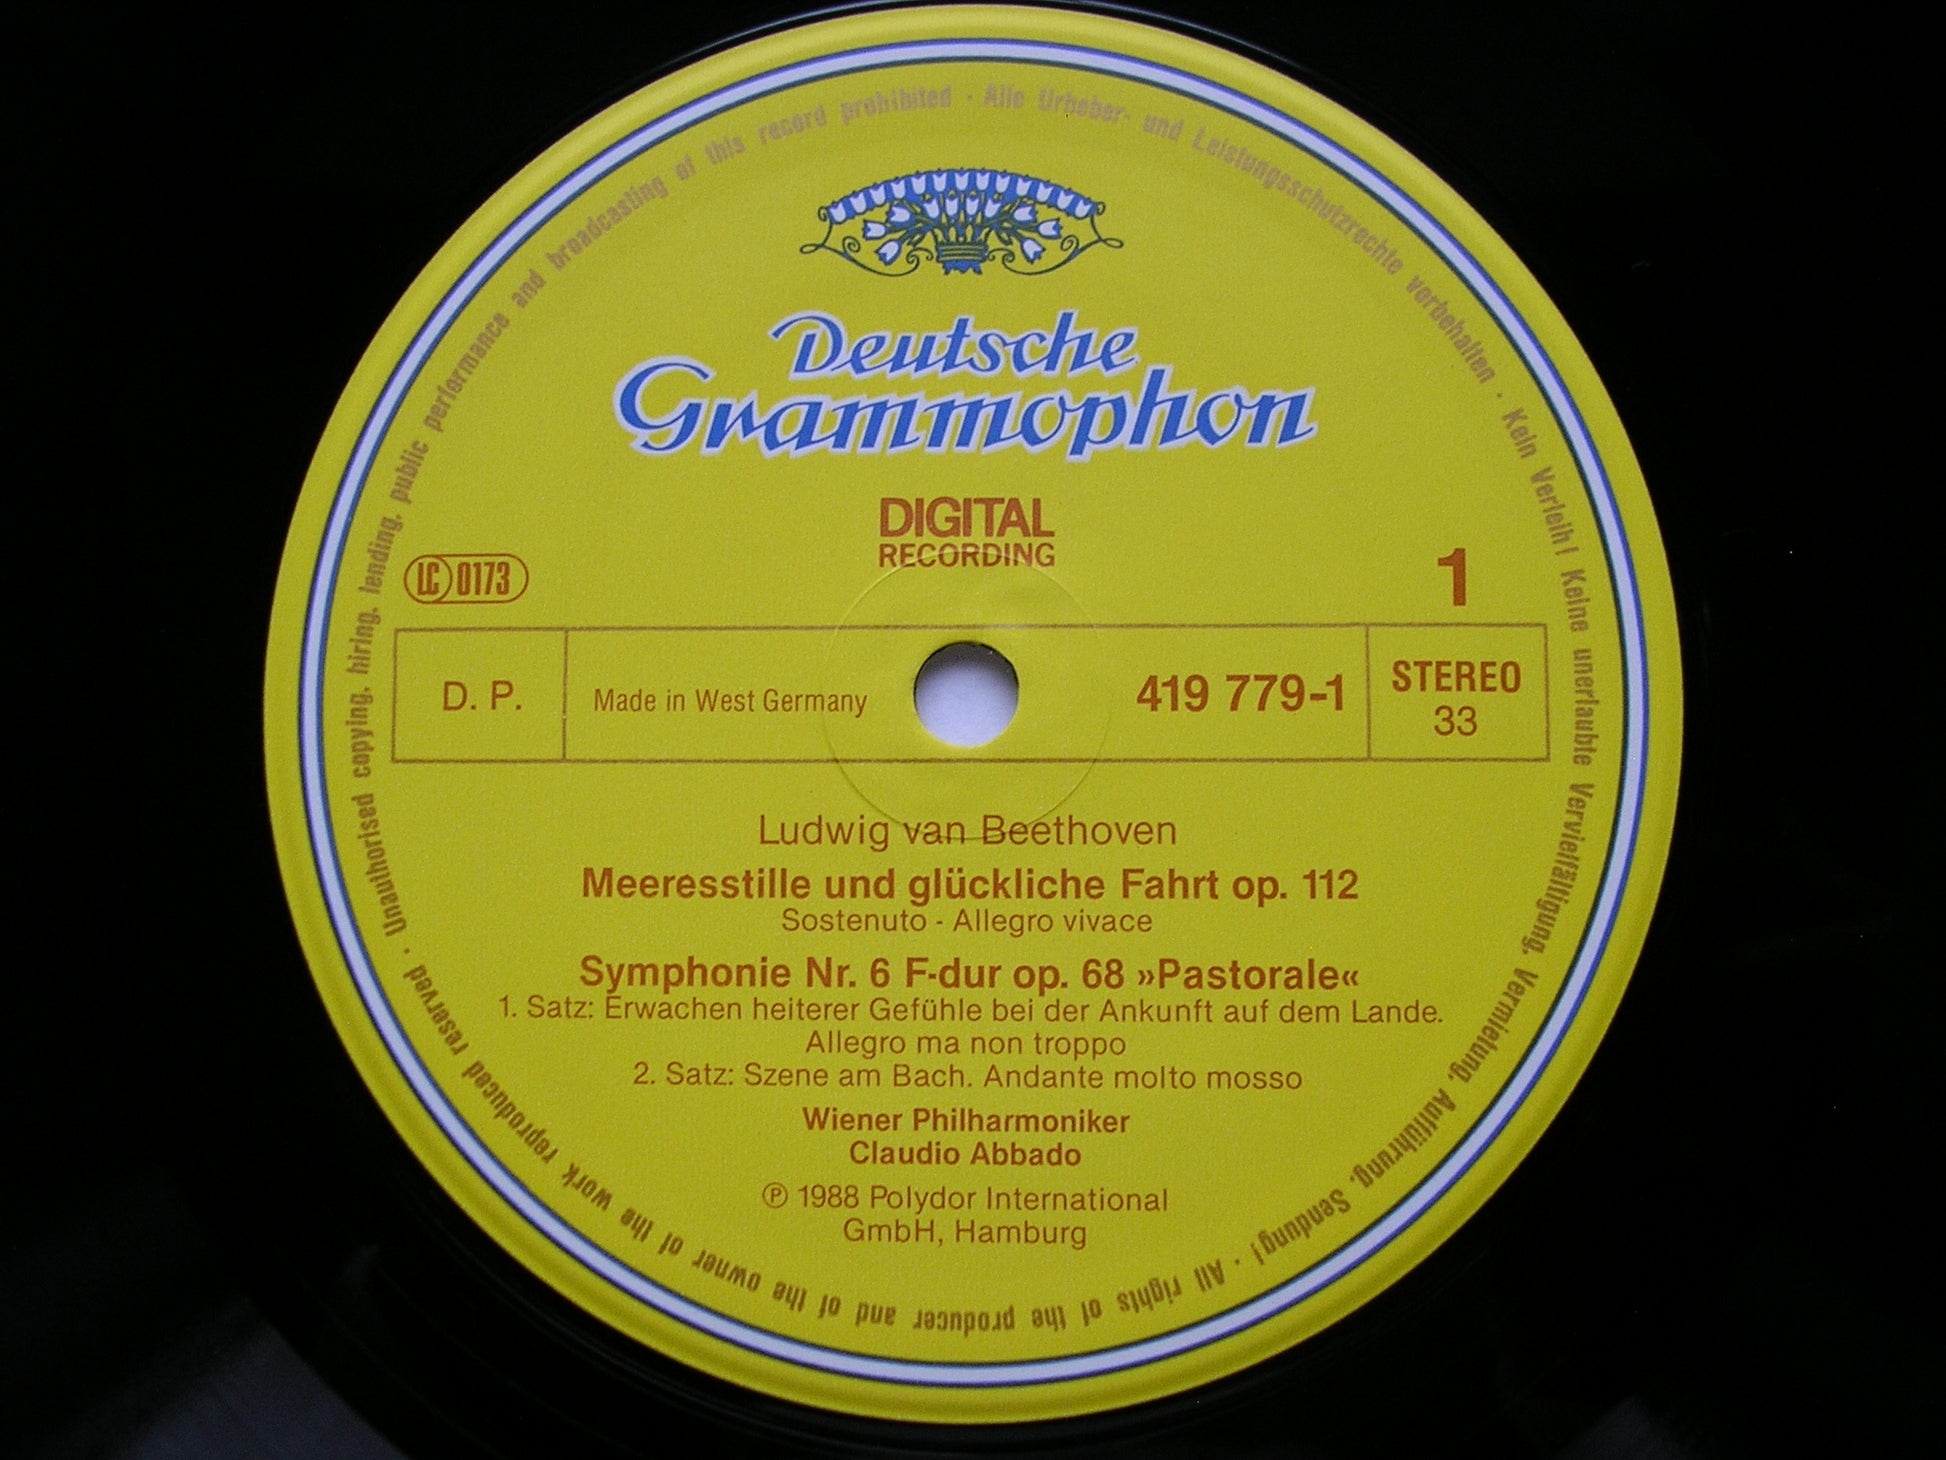 Deutsche
Grammophon
DIGITAL
RECORDING
LC 0173
1
D. P.
Made in West Germany
419 779-1
STEREO
33
Ludwig van Beethoven
Meeresstille und glückliche Fahrt op. 112
Sostenuto - Allegro vivace
Symphonie Nr. 6 F-dur op. 68 »Pastorale«
1. Satz: Erwachen heiterer Gefühle bei der Ankunft auf dem Lande.
Allegro ma non troppo
2. Satz: Szene am Bach. Andante molto mosso
Wiener Philharmoniker
Claudio Abbado
℗ 1988 Polydor International
GmbH, Hamburg
Alle Urheber- und Leistungsschutzrechte vorbehalten · Kein Verleih! Keine unerlaubte Vervielfältigung, Vermietung, Aufführung, Sendung! · All rights of the producer and of the owner of the work reproduced reserved · Unauthorised copying, hiring, lending, public performance and broadcasting of this record prohibited ·